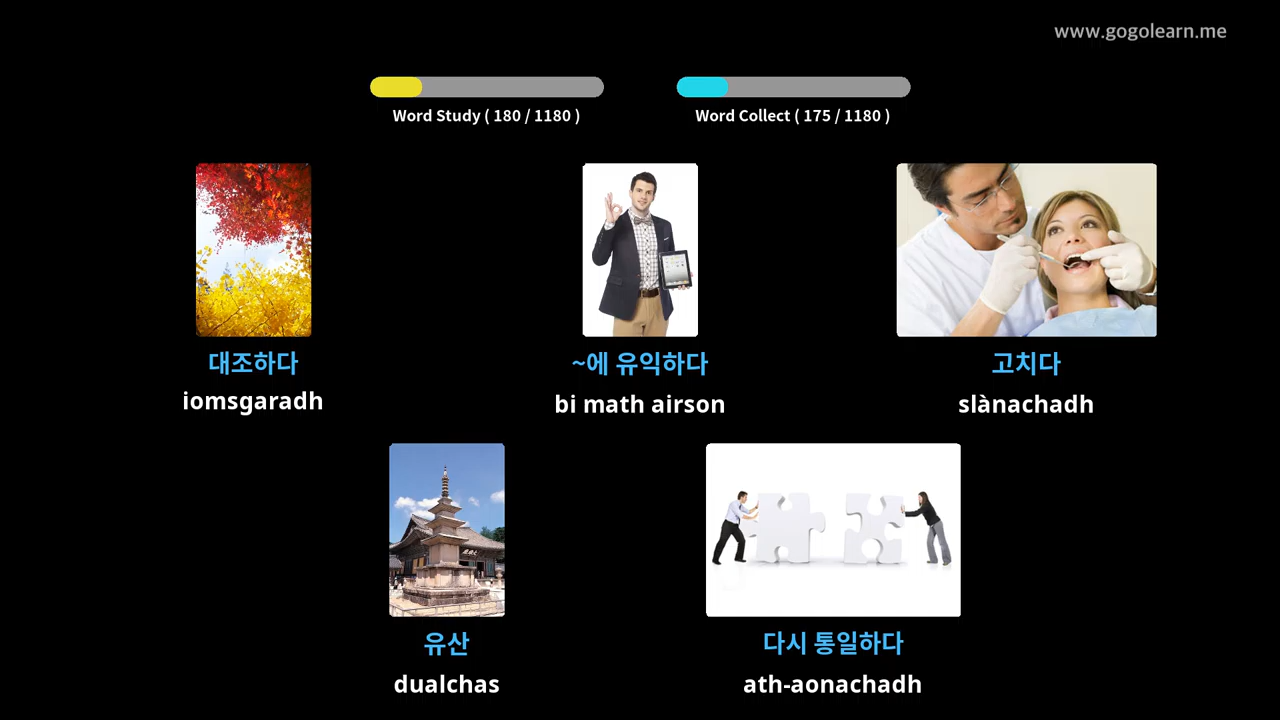 www.gogolearn.me
Word Study ( 180 / 1180 )
Word Collect ( 175 / 1180 )
대조하다
iomsgaradh
~에 유익하다
bi math airson
고치다
slànachadh
유산
dualchas
다시 통일하다
ath-aonachadh